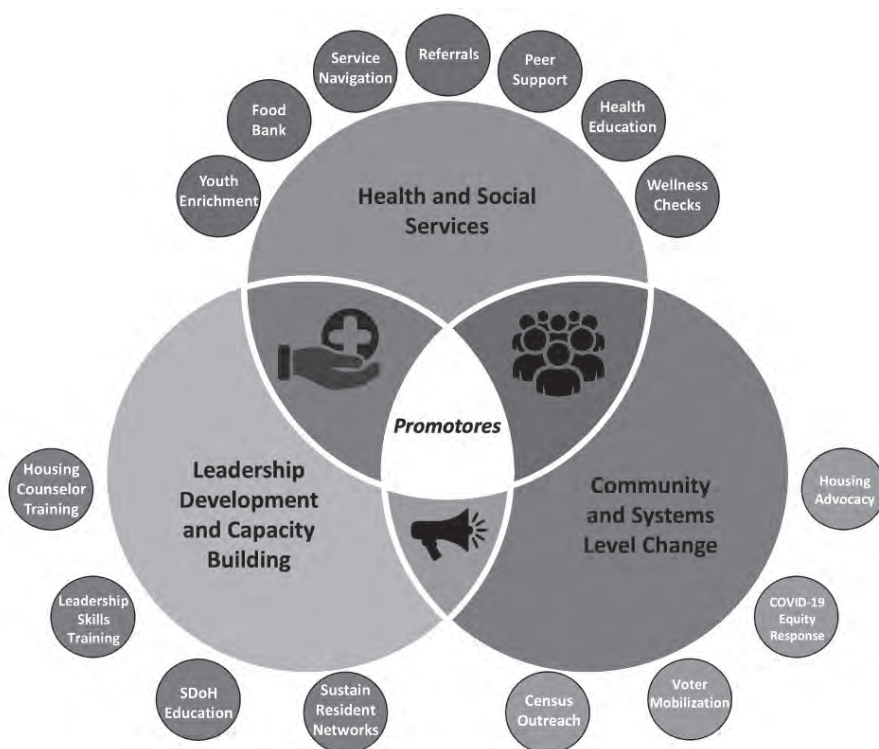 Referrals
Service
Navigation
Peer
Support
Food
Bank
Health
Education
Youth
Enrichment
Wellness
Checks
Health and Social
Services
Promotores
Leadership
Development
and Capacity
Building
Community
and Systems
Level Change
Housing
Counselor
Training
Leadership
Skills
Training
SDoH
Education
Sustain
Resident
Networks
Census
Outreach
Voter
Mobilization
COVID-19
Equity
Response
Housing
Advocacy